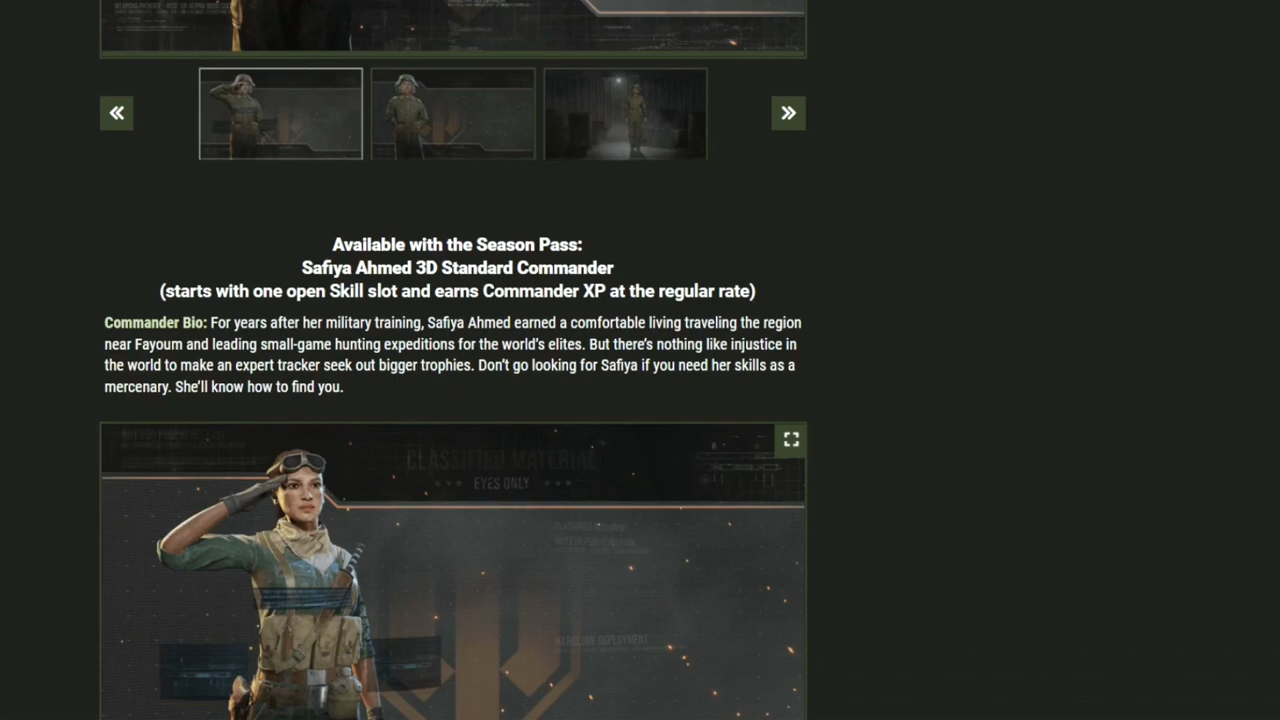 Available with the Season Pass:
Safiya Ahmed 3D Standard Commander
(starts with one open Skill slot and earns Commander XP at the regular rate)
Commander Bio: For years after her military training, Safiya Ahmed earned a comfortable living traveling the region
near Fayoum and leading small-game hunting expeditions for the world's elites. But there's nothing like injustice in
the world to make an expert tracker seek out bigger trophies. Don't go looking for Safiya if you need her skills as a
mercenary. She'll know how to find you.
CLASSIFIED MATERIAL
EYES ONLY
HARDLINK DEPLOYMENT